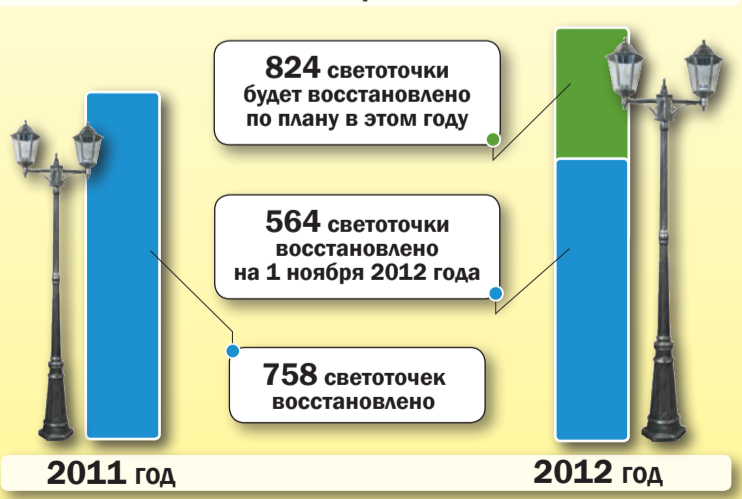 824 светоточки
будет восстановлено
по плану в этом году
564 светоточки
восстановлено
на 1 ноября 2012 года
758 светоточек
восстановлено
2011 год
2012 год